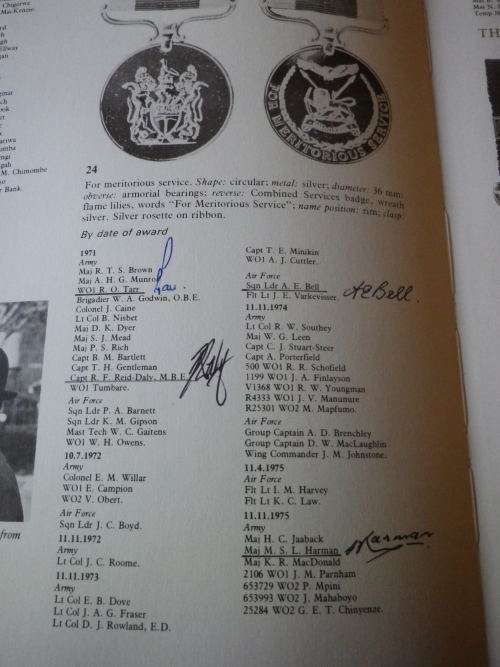 FOR MERITORIOUS SERVICE
24
For meritorious service. Shape: circular; metal: silver; diameter: 36 mm;
obverse: armorial bearings; reverse: Combined Services badge, wreath
flame lilies, words "For Meritorious Service"; name position: rim; clasp:
silver. Silver rosette on ribbon.
By date of award
1971
Army
Maj R. T. S. Brown
Maj A. H. G. Munro
WO1 R. O. Tarr
Brigadier W. A. Godwin, O.B.E.
Colonel J. Caine
Lt Col B. Nisbet
Maj D. K. Dyer
Maj S. J. Mead
Maj P. S. Rich
Capt B. M. Bartlett
Capt T. H. Gentleman
Capt R. F. Reid-Daly, M.B.E.
WO1 Tumbare.
Air Force
Sqn Ldr P. A. Barnett
Sqn Ldr K. M. Gipson
Mast Tech W. C. Gaitens
WO1 W. H. Owens.
10.7.1972
Army
Colonel E. M. Willar
WO1 E. Campion
WO2 V. Obert.
Air Force
Sqn Ldr J. C. Boyd.
11.11.1972
Army
Lt Col J. C. Roome.
11.11.1973
Army
Lt Col E. B. Dove
Lt Col J. A. G. Fraser
Lt Col D. J. Rowland, E.D.
Capt T. E. Minikin
WO1 A. J. Cuttler.
Air Force
Sqn Ldr A. E. Bell
Flt Lt J. E. Varkevisser.
AEBell.
11.11.1974
Army
Lt Col R. W. Southey
Maj W. G. Leen
Capt C. J. Stuart-Steer
Capt A. Porterfield
500 WO1 R. R. Schofield
1199 WO1 J. A. Finlayson
V1368 WO1 R. W. Youngman
R4333 WO1 J. V. Manunure
R25301 WO2 M. Mapfumo.
Air Force
Group Captain A. D. Brenchley
Group Captain D. W. MacLaughlin
Wing Commander J. M. Johnstone.
11.4.1975
Air Force
Flt Lt I. M. Harvey
Flt Lt K. C. Law.
11.11.1975
Army
Maj H. C. Jaaback
Maj M. S. L. Harman
Maj K. R. MacDonald
2106 WO1 J. M. Parnham
653729 WO2 P. Mpini
653993 WO2 J. Mahaboyo
25284 WO2 G. E. T. Chinyenze.
from
TH